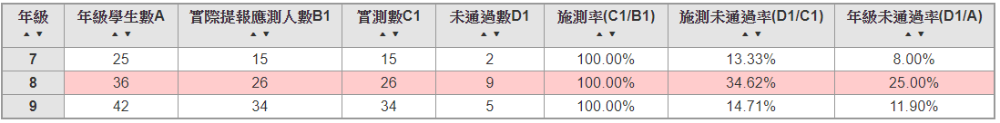 年級 年級學生數A 實際提報應測人數B1 實測數C1 未通過數D1 施測率(C1/B1) 施測未通過率(D1/C1) 年級未通過率(D1/A)
▲ ▼ ▲ ▼ ▲ ▼ ▲ ▼ ▲ ▼ ▲ ▼ ▲ ▼ ▲ ▼
7 25 15 15 2 100.00% 13.33% 8.00%
8 36 26 26 9 100.00% 34.62% 25.00%
9 42 34 34 5 100.00% 14.71% 11.90%